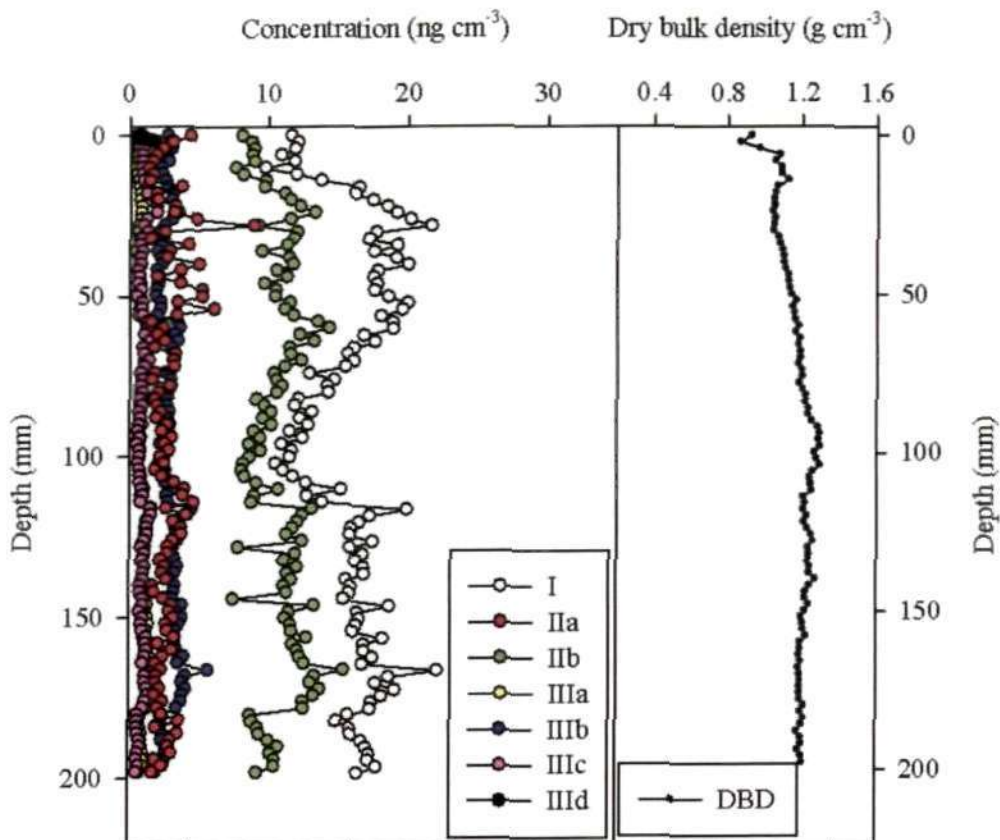 Concentration (ng cm-3) Dry bulk density (g cm-3)
0 10 20 30 0.4 0.8 1.2 1.6
0 0
50 50
100 100
150 150
200 200
Depth (mm)
Depth (mm)
I
IIa
IIb
IIIa
IIIb
IIIc
IIId
DBD